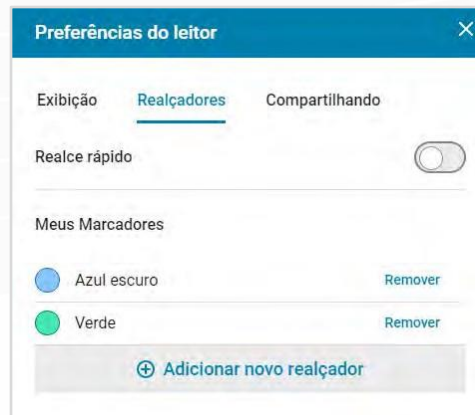 Preferências do leitor
Exibição Realçadores Compartilhando
Realce rápido
Meus Marcadores
Azul escuro Remover
Verde Remover
Adicionar novo realçador